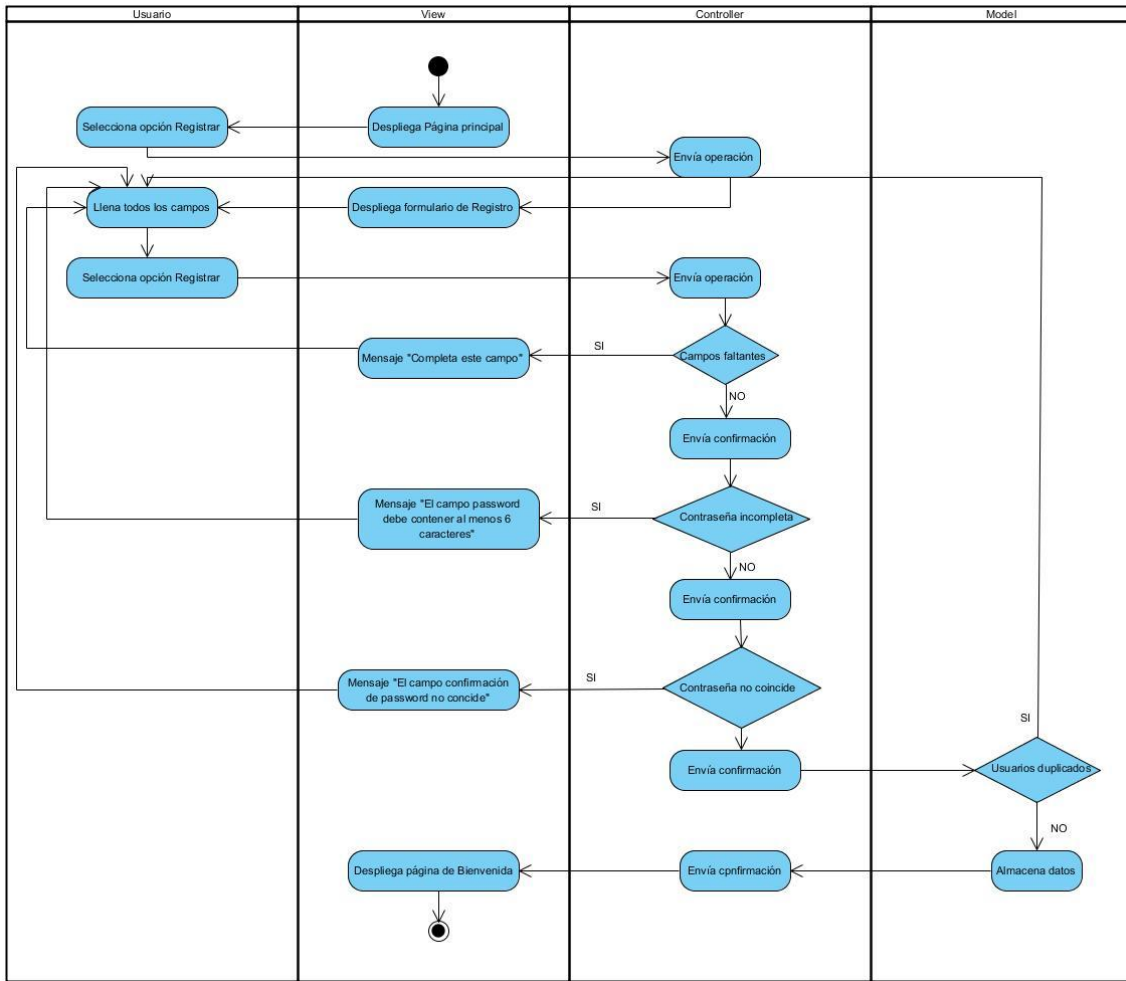 Usuario
View
Controller
Model
Selecciona opción Registrar
Despliega Página principal
Envía operación
Llena todos los campos
Despliega formulario de Registro
Selecciona opción Registrar
Envía operación
Mensaje "Completa este campo"
SI
Campos faltantes
NO
Envía confirmación
Mensaje "El campo password
debe contener al menos 6
caracteres"
SI
Contraseña incompleta
NO
Envía confirmación
Mensaje "El campo confirmación
de password no concide"
SI
Contraseña no coincide
SI
Envía confirmación
Usuarios duplicados
NO
Despliega página de Bienvenida
Envía cpnfirmación
Almacena datos